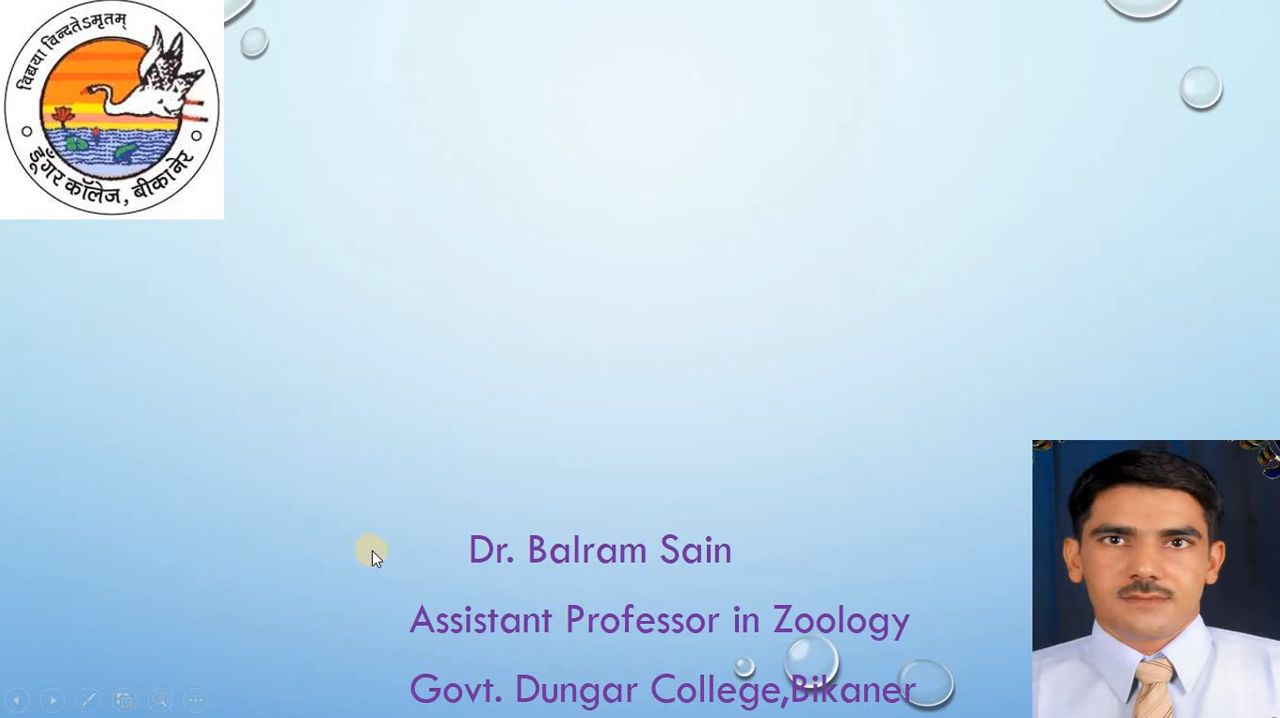 विद्यया विन्दतेऽमृतम्
डूँगर कॉलेज, बीकानेर
Dr. Balram Sain
Assistant Professor in Zoology
Govt. Dungar College,Bikaner